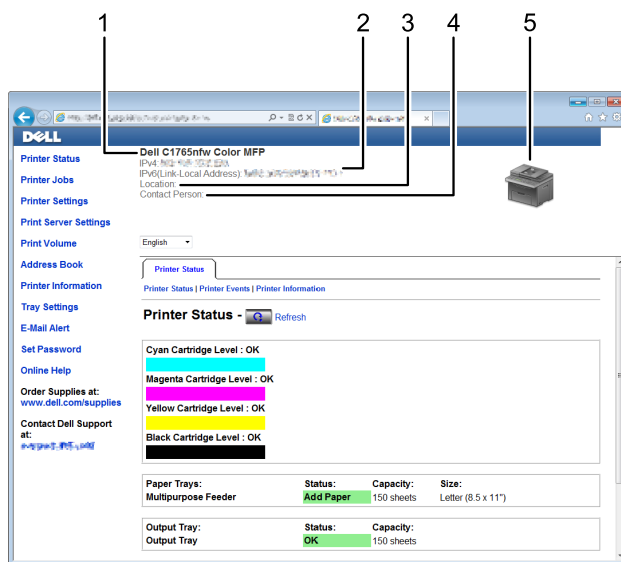 1 2 3 4 5
DELL
Dell C1765nfw Color MFP
IPv4:
IPv6(Link-Local Address):
Location:
Contact Person:
Printer Status
Printer Jobs
Printer Settings
Print Server Settings
Print Volume
Address Book
Printer Information
Tray Settings
E-Mail Alert
Set Password
Online Help
Order Supplies at:
www.dell.com/supplies
Contact Dell Support
at:
English
Printer Status
Printer Status | Printer Events | Printer Information
Printer Status - Refresh
Cyan Cartridge Level : OK
Magenta Cartridge Level : OK
Yellow Cartridge Level : OK
Black Cartridge Level : OK
Paper Trays: Status: Capacity: Size:
Multipurpose Feeder Add Paper 150 sheets Letter (8.5 x 11")
Output Tray: Status: Capacity:
Output Tray OK 150 sheets